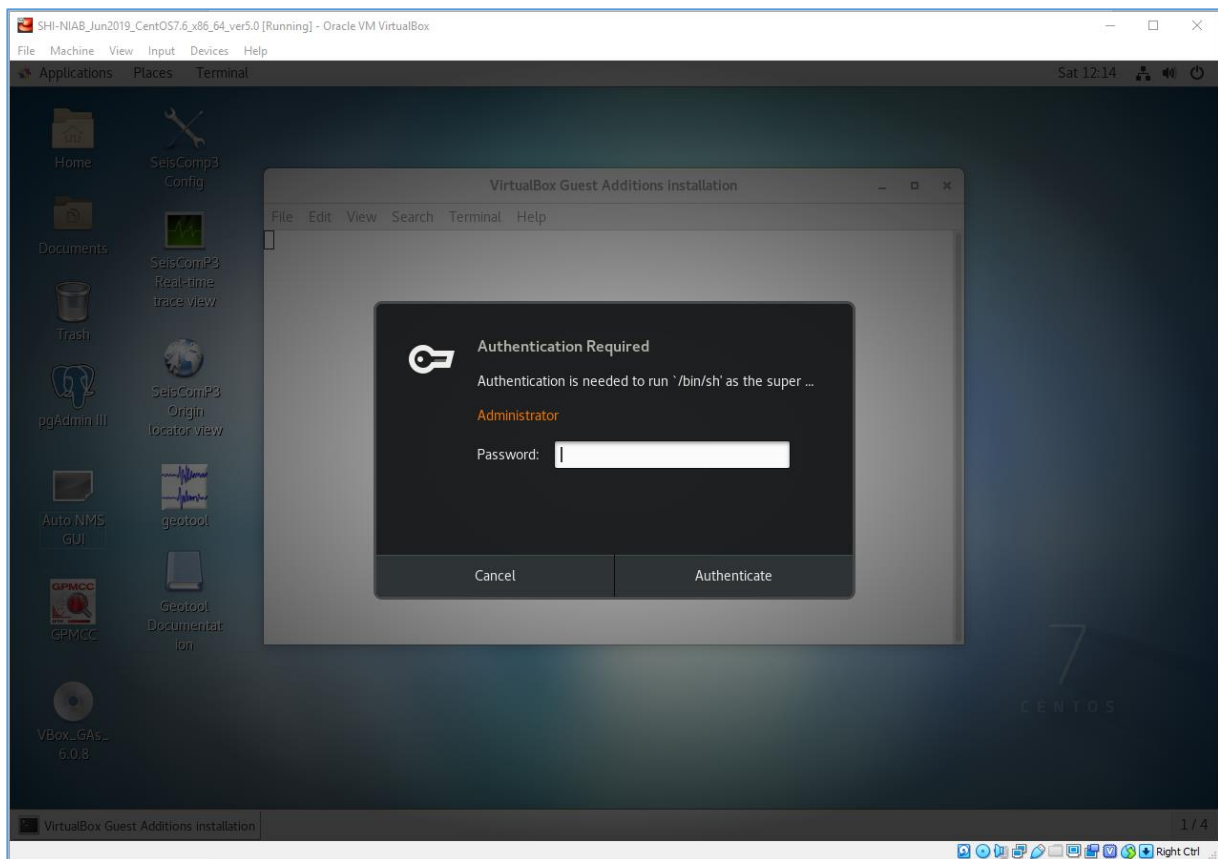 SHI-NIAB_Jun2019_CentOS7.6_x86_64_ver5.0 [Running] - Oracle VM VirtualBox
File Machine View Input Devices Help
Applications Places Terminal Sat 12:14
Home
SeisComp3
Config
Documents
SeisComP3
Real-time
trace view
Trash
SeisComP3
Origin
locator view
pgAdmin III
Auto NMS
GUI
geotool
GPMCC
GPMCC
Geotool
Documentat
ion
VBox_GAs_
6.0.8
VirtualBox Guest Additions installation
File Edit View Search Terminal Help
Authentication Required
Authentication is needed to run `/bin/sh' as the super ...
Administrator
Password:
Cancel Authenticate
7
CENTOS
VirtualBox Guest Additions installation
1 / 4
Right Ctrl